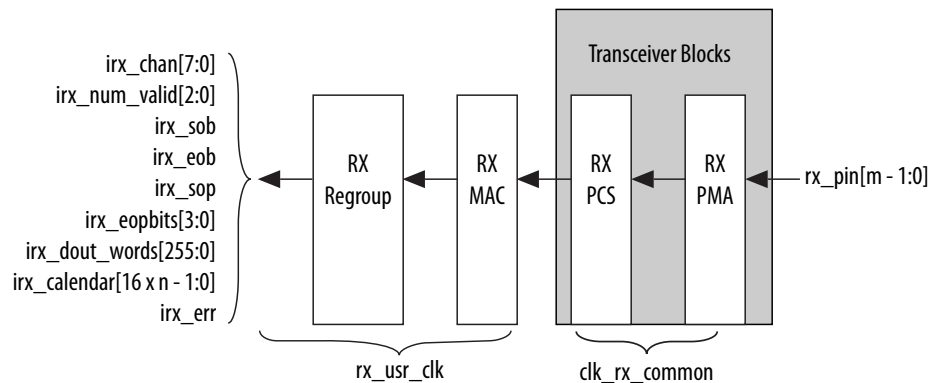 Transceiver Blocks
irx_chan[7:0]
irx_num_valid[2:0]
irx_sob
irx_eob
irx_sop
irx_eopbits[3:0]
irx_dout_words[255:0]
irx_calendar[16 x n - 1:0]
irx_err
RX
Regroup
RX
MAC
RX
PCS
RX
PMA
rx_pin[m - 1:0]
rx_usr_clk
clk_rx_common